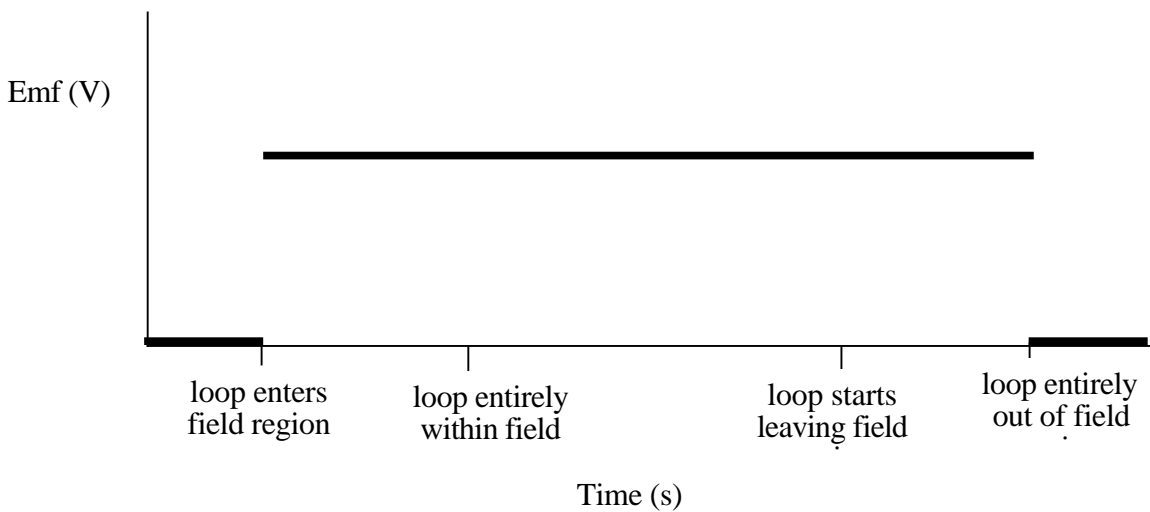 Emf (V)
loop enters
field region
loop entirely
within field
loop starts
leaving field
loop entirely
out of field
Time (s)